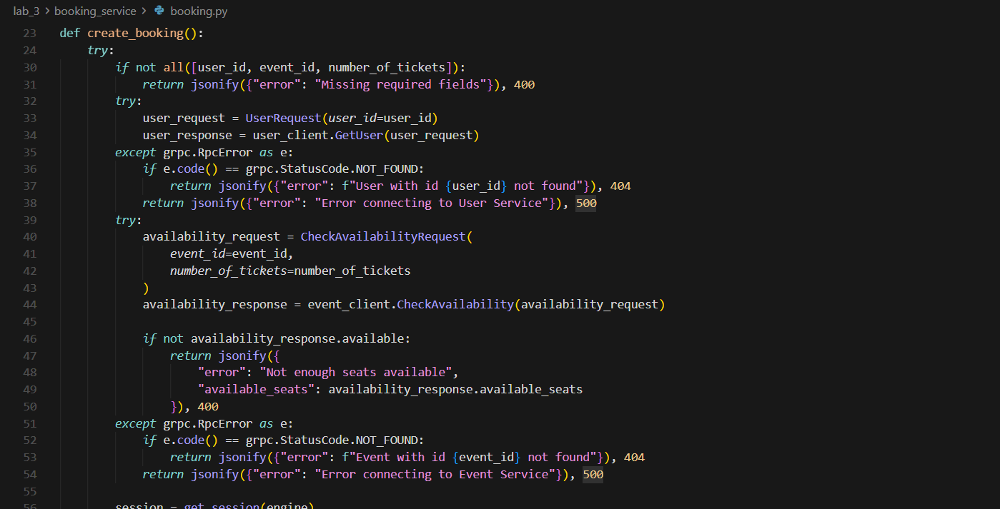 lab_3 > booking_service > booking.py
23 def create_booking():
24     try:
30         if not all([user_id, event_id, number_of_tickets]):
31             return jsonify({"error": "Missing required fields"}), 400
32         try:
33             user_request = UserRequest(user_id=user_id)
34             user_response = user_client.GetUser(user_request)
35         except grpc.RpcError as e:
36             if e.code() == grpc.StatusCode.NOT_FOUND:
37                 return jsonify({"error": f"User with id {user_id} not found"}), 404
38             return jsonify({"error": "Error connecting to User Service"}), 500
39         try:
40             availability_request = CheckAvailabilityRequest(
41                 event_id=event_id,
42                 number_of_tickets=number_of_tickets
43             )
44             availability_response = event_client.CheckAvailability(availability_request)
45
46             if not availability_response.available:
47                 return jsonify({
48                     "error": "Not enough seats available",
49                     "available_seats": availability_response.available_seats
50                 }), 400
51         except grpc.RpcError as e:
52             if e.code() == grpc.StatusCode.NOT_FOUND:
53                 return jsonify({"error": f"Event with id {event_id} not found"}), 404
54             return jsonify({"error": "Error connecting to Event Service"}), 500
55
56         session = get_session(engine)